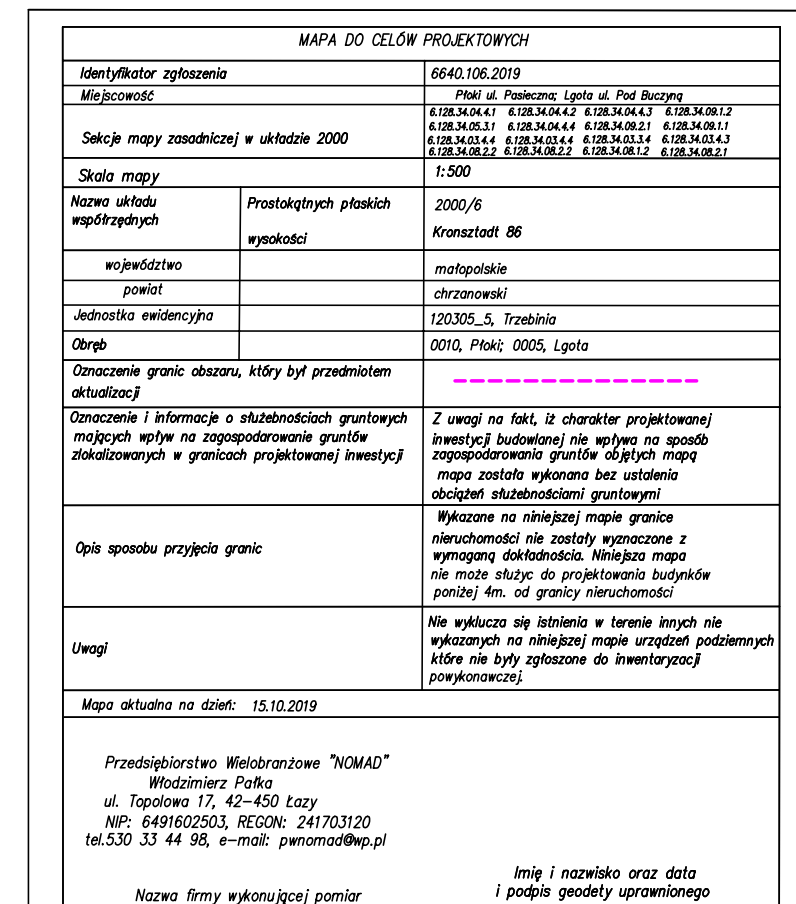 MAPA DO CELÓW PROJEKTOWYCH
Identyfikator zgłoszenia 6640.106.2019
Miejscowość Płoki ul. Pasieczna; Lgota ul. Pod Buczyną
Sekcje mapy zasadniczej w układzie 2000
6.128.34.04.4.1 6.128.34.04.4.2 6.128.34.04.4.3 6.128.34.09.1.2
6.128.34.05.3.1 6.128.34.04.4.4 6.128.34.09.2.1 6.128.34.09.1.1
6.128.34.03.4.4 6.128.34.03.4.4 6.128.34.03.3.4 6.128.34.03.4.3
6.128.34.08.2.2 6.128.34.08.2.2 6.128.34.08.1.2 6.128.34.08.2.1
Skala mapy 1:500
Nazwa układu
współrzędnych
Prostokątnych płaskich 2000/6
wysokości Kronsztadt 86
województwo małopolskie
powiat chrzanowski
Jednostka ewidencyjna 120305_5, Trzebinia
Obręb 0010, Płoki; 0005, Lgota
Oznaczenie granic obszaru, który był przedmiotem
aktualizacji
Oznaczenie i informacje o służebnościach gruntowych
mających wpływ na zagospodarowanie gruntów
zlokalizowanych w granicach projektowanej inwestycji
Z uwagi na fakt, iż charakter projektowanej
inwestycji budowlanej nie wpływa na sposób
zagospodarowania gruntów objętych mapą
mapa została wykonana bez ustalenia
obciążeń służebnościami gruntowymi
Opis sposobu przyjęcia granic
Wykazane na niniejszej mapie granice
nieruchomości nie zostały wyznaczone z
wymaganą dokładnościa. Niniejsza mapa
nie może służyc do projektowania budynków
poniżej 4m. od granicy nieruchomości
Uwagi
Nie wyklucza się istnienia w terenie innych nie
wykazanych na niniejszej mapie urządzeń podziemnych
które nie były zgłoszone do inwentaryzacji
powykonawczej.
Mapa aktualna na dzień: 15.10.2019
Przedsiębiorstwo Wielobranżowe "NOMAD"
Włodzimierz Pałka
ul. Topolowa 17, 42-450 Łazy
NIP: 6491602503, REGON: 241703120
tel.530 33 44 98, e-mail: pwnomad@wp.pl
Nazwa firmy wykonującej pomiar
Imię i nazwisko oraz data
i podpis geodety uprawnionego